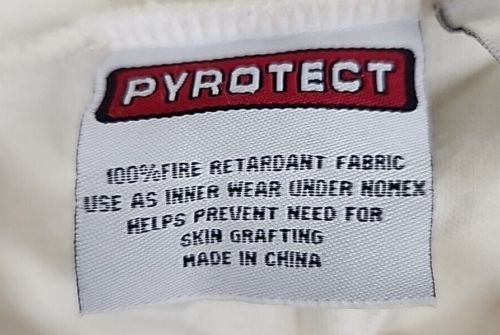 PYROTECT
100%FIRE RETARDANT FABRIC
USE AS INNER WEAR UNDER NOMEX
HELPS PREVENT NEED FOR
SKIN GRAFTING
MADE IN CHINA